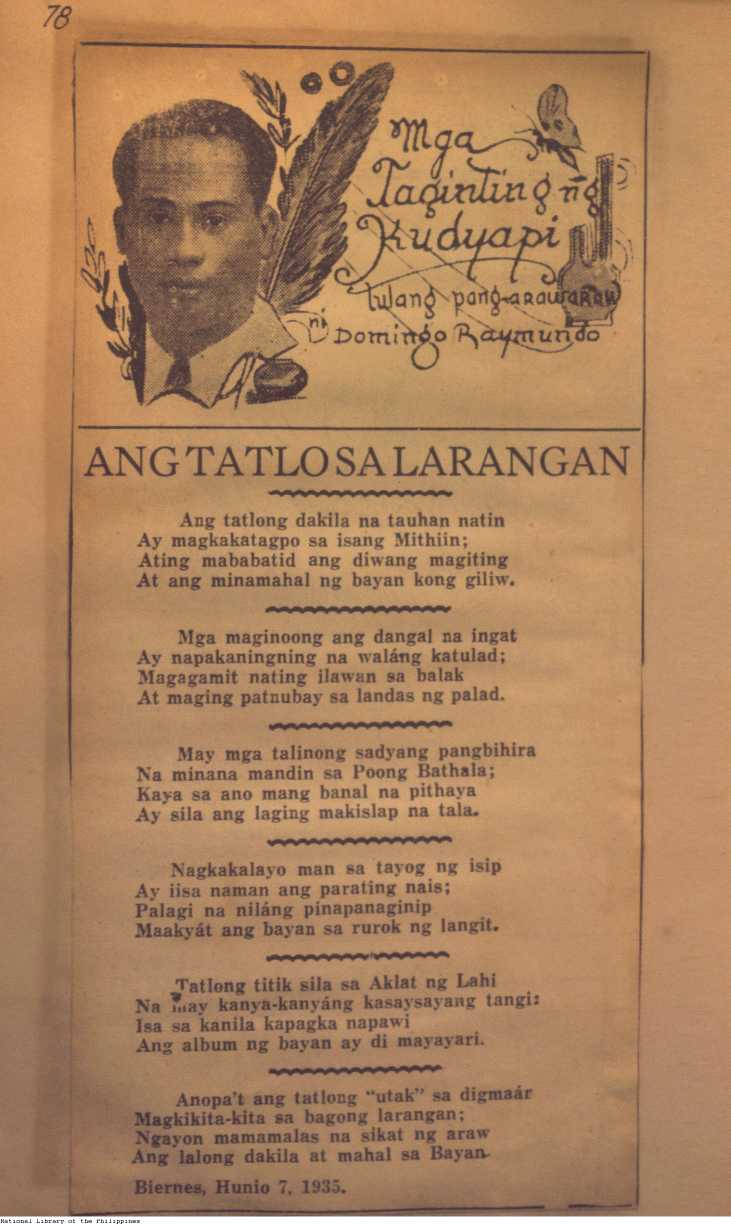 78
Mga
Taginting ng̃
Kudyapi
tulang pang-araw-araw
ni
Domingo Raymundo
ANG TATLO SA LARANGAN
Ang tatlong dakila na tauhan natin
Ay magkakatagpo sa isang Mithiin;
Ating mababatid ang diwang magiting
At ang minamahal ng bayan kong giliw.
Mga maginoong ang dangal na ingat
Ay napakaningning na waláng katulad;
Magagamit nating ilawan sa balak
At maging patnubay sa landas ng palad.
May mga talinong sadyang pangbihira
Na minana mandin sa Poong Bathala;
Kaya sa ano mang banal na pithaya
Ay sila ang laging makislap na tala.
Nagkakalayo man sa tayog ng isip
Ay iisa naman ang parating nais;
Palagi na niláng pinapanaginip
Maakyát ang bayan sa rurok ng langit.
Tatlong titik sila sa Aklat ng Lahi
Na may kanya-kanyáng kasaysayang tangi:
Isa sa kanila kapagka napawi
Ang album ng bayan ay di mayayari.
Anopa't ang tatlong "utak" sa digmaár
Magkikita-kita sa bagong larangan;
Ngayon mamamalas na sikat ng araw
Ang lalong dakila at mahal sa Bayan.
Biernes, Hunio 7, 1935.
National Library of the Philippines